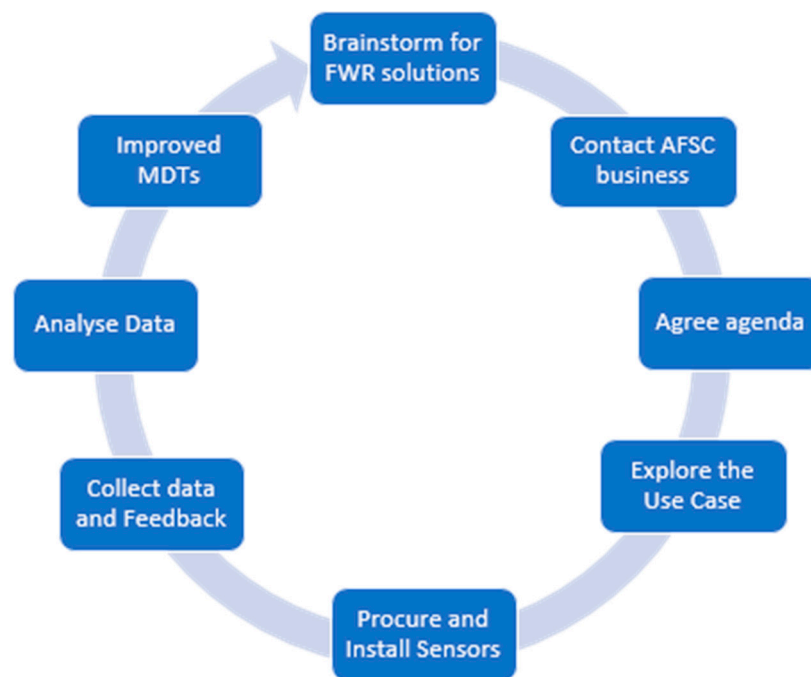 Brainstorm for
FWR solutions
Contact AFSC
business
Agree agenda
Explore the
Use Case
Procure and
Install Sensors
Collect data
and Feedback
Analyse Data
Improved
MDTs